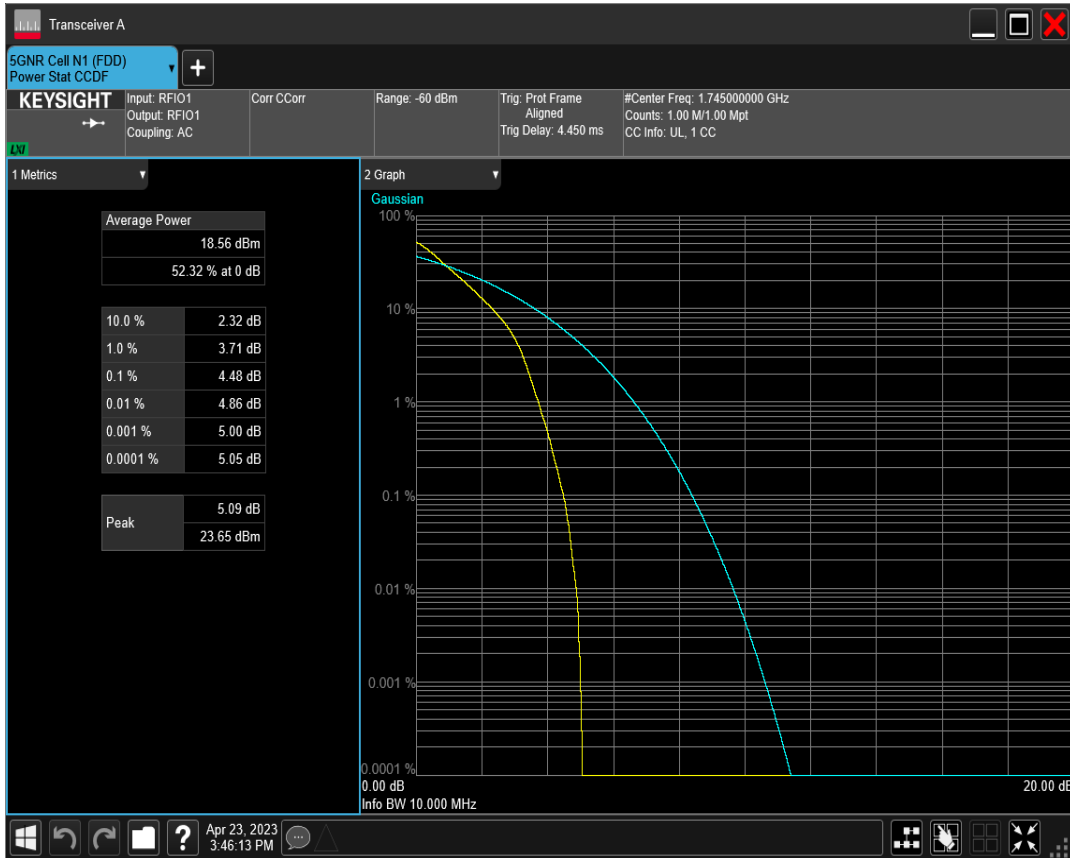 Transceiver A
5GNR Cell N1 (FDD)
Power Stat CCDF
+
KEYSIGHT
LXI
Input: RFIO1
Output: RFIO1
Coupling: AC
Corr CCorr
Range: -60 dBm
Trig: Prot Frame
Aligned
Trig Delay: 4.450 ms
#Center Freq: 1.745000000 GHz
Counts: 1.00 M/1.00 Mpt
CC Info: UL, 1 CC
1 Metrics
Average Power
18.56 dBm
52.32 % at 0 dB
10.0 % 2.32 dB
1.0 % 3.71 dB
0.1 % 4.48 dB
0.01 % 4.86 dB
0.001 % 5.00 dB
0.0001 % 5.05 dB
Peak 5.09 dB
23.65 dBm
2 Graph
Gaussian
100 %
10 %
1 %
0.1 %
0.01 %
0.001 %
0.0001 %
0.00 dB 20.00 dB
Info BW 10.000 MHz
? Apr 23, 2023
3:46:13 PM